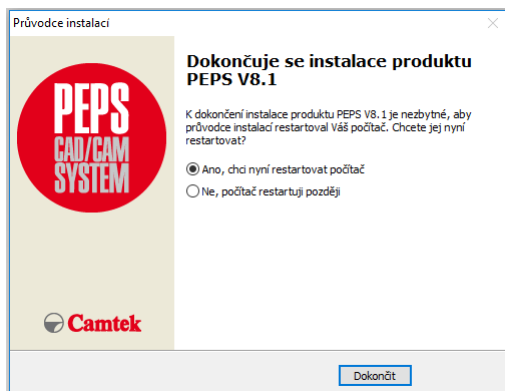 Průvodce instalací
PEPS
CAD/CAM
SYSTEM
Camtek
Dokončuje se instalace produktu
PEPS V8.1
K dokončení instalace produktu PEPS V8.1 je nezbytné, aby
průvodce instalací restartoval Váš počítač. Chcete jej nyní
restartovat?
Ano, chci nyní restartovat počítač
Ne, počítač restartuji později
Dokončit